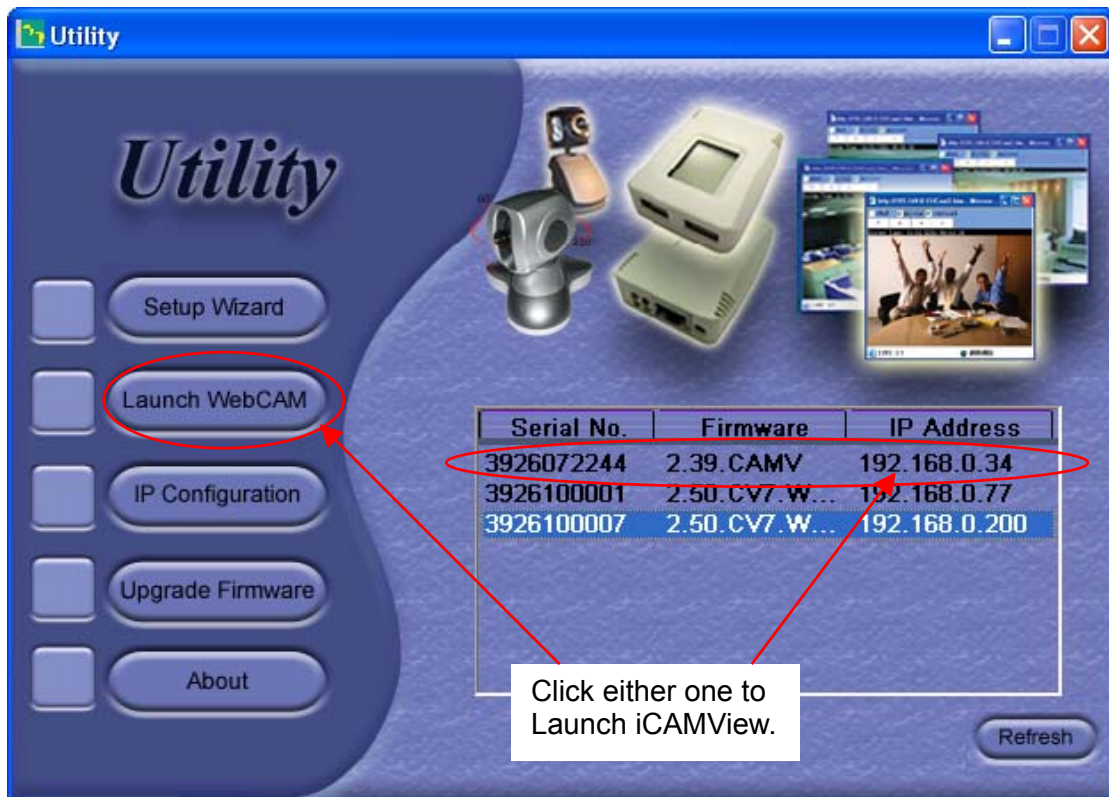 Utility
Utility
Setup Wizard
Launch WebCAM
IP Configuration
Upgrade Firmware
About
Serial No. Firmware IP Address
3926072244 2.39.CAMV 192.168.0.34
3926100001 2.50.CV7.W... 192.168.0.77
3926100007 2.50.CV7.W... 192.168.0.200
Click either one to
Launch iCAMView.
Refresh